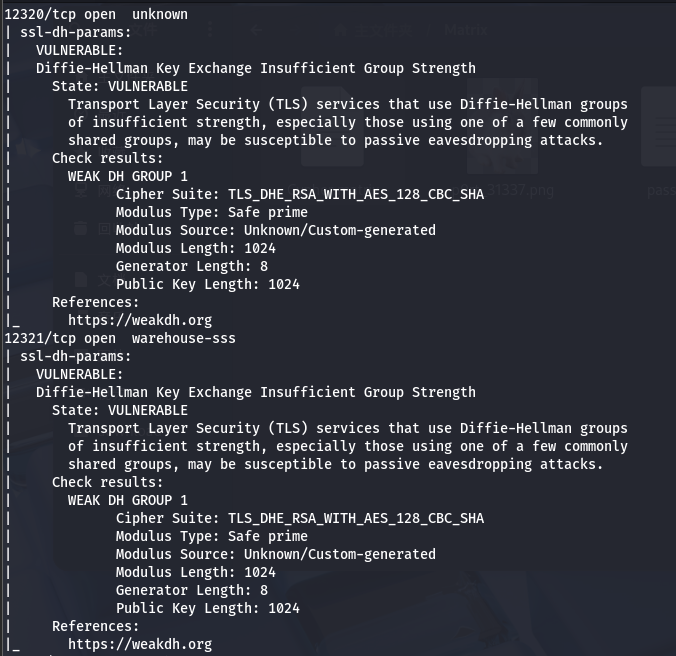 12320/tcp open  unknown
| ssl-dh-params:
|   VULNERABLE:
|   Diffie-Hellman Key Exchange Insufficient Group Strength
|     State: VULNERABLE
|       Transport Layer Security (TLS) services that use Diffie-Hellman groups
|       of insufficient strength, especially those using one of a few commonly
|       shared groups, may be susceptible to passive eavesdropping attacks.
|     Check results:
|       WEAK DH GROUP 1
|             Cipher Suite: TLS_DHE_RSA_WITH_AES_128_CBC_SHA
|             Modulus Type: Safe prime
|             Modulus Source: Unknown/Custom-generated
|             Modulus Length: 1024
|             Generator Length: 8
|             Public Key Length: 1024
|     References:
|_      https://weakdh.org
12321/tcp open  warehouse-sss
| ssl-dh-params:
|   VULNERABLE:
|   Diffie-Hellman Key Exchange Insufficient Group Strength
|     State: VULNERABLE
|       Transport Layer Security (TLS) services that use Diffie-Hellman groups
|       of insufficient strength, especially those using one of a few commonly
|       shared groups, may be susceptible to passive eavesdropping attacks.
|     Check results:
|       WEAK DH GROUP 1
|             Cipher Suite: TLS_DHE_RSA_WITH_AES_128_CBC_SHA
|             Modulus Type: Safe prime
|             Modulus Source: Unknown/Custom-generated
|             Modulus Length: 1024
|             Generator Length: 8
|             Public Key Length: 1024
|     References:
|_      https://weakdh.org
31337.png
pass